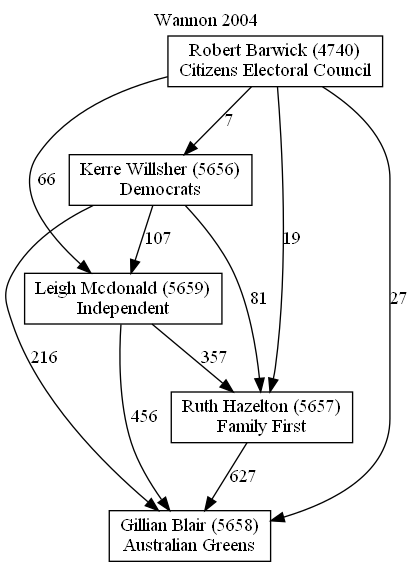 Wannon 2004
Robert Barwick (4740)
Citizens Electoral Council
7
Kerre Willsher (5656)
Democrats
66
107
19
Leigh Mcdonald (5659)
Independent
81
27
216
357
Ruth Hazelton (5657)
Family First
456
627
Gillian Blair (5658)
Australian Greens